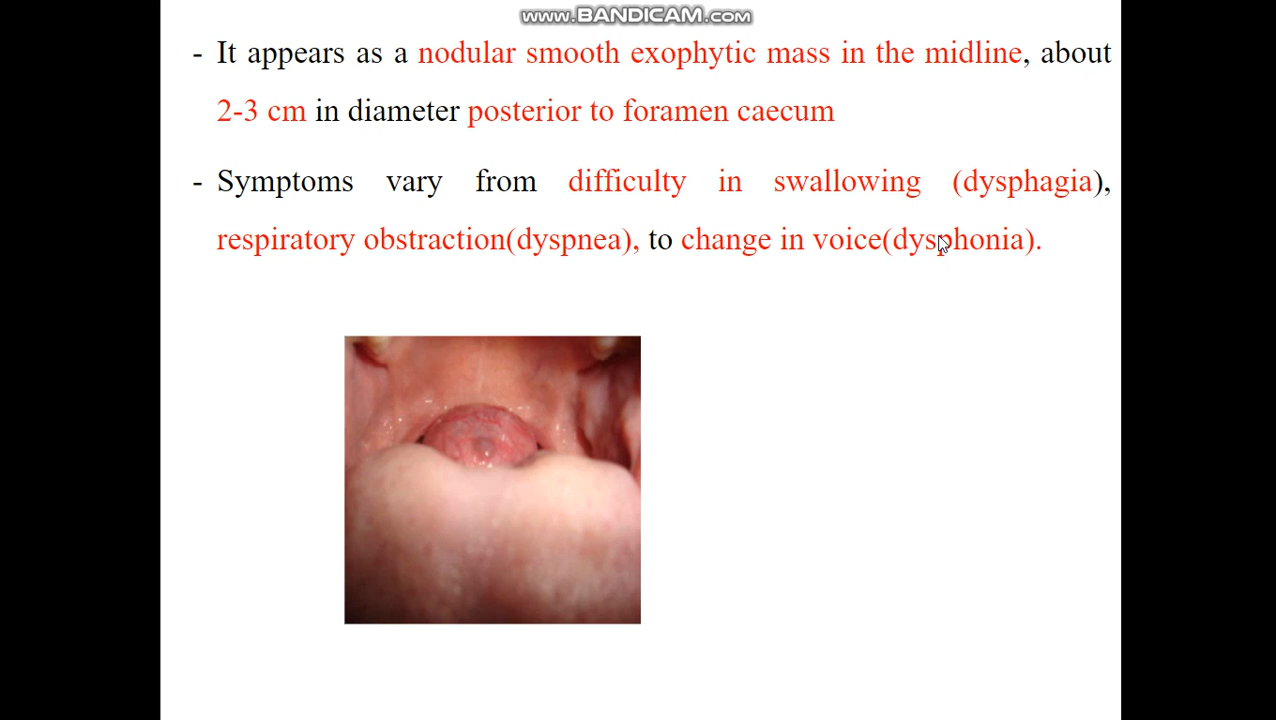 www.BANDICAM.com
- It appears as a nodular smooth exophytic mass in the midline, about
2-3 cm in diameter posterior to foramen caecum
- Symptoms vary from difficulty in swallowing (dysphagia),
respiratory obstraction(dyspnea), to change in voice(dysphonia).